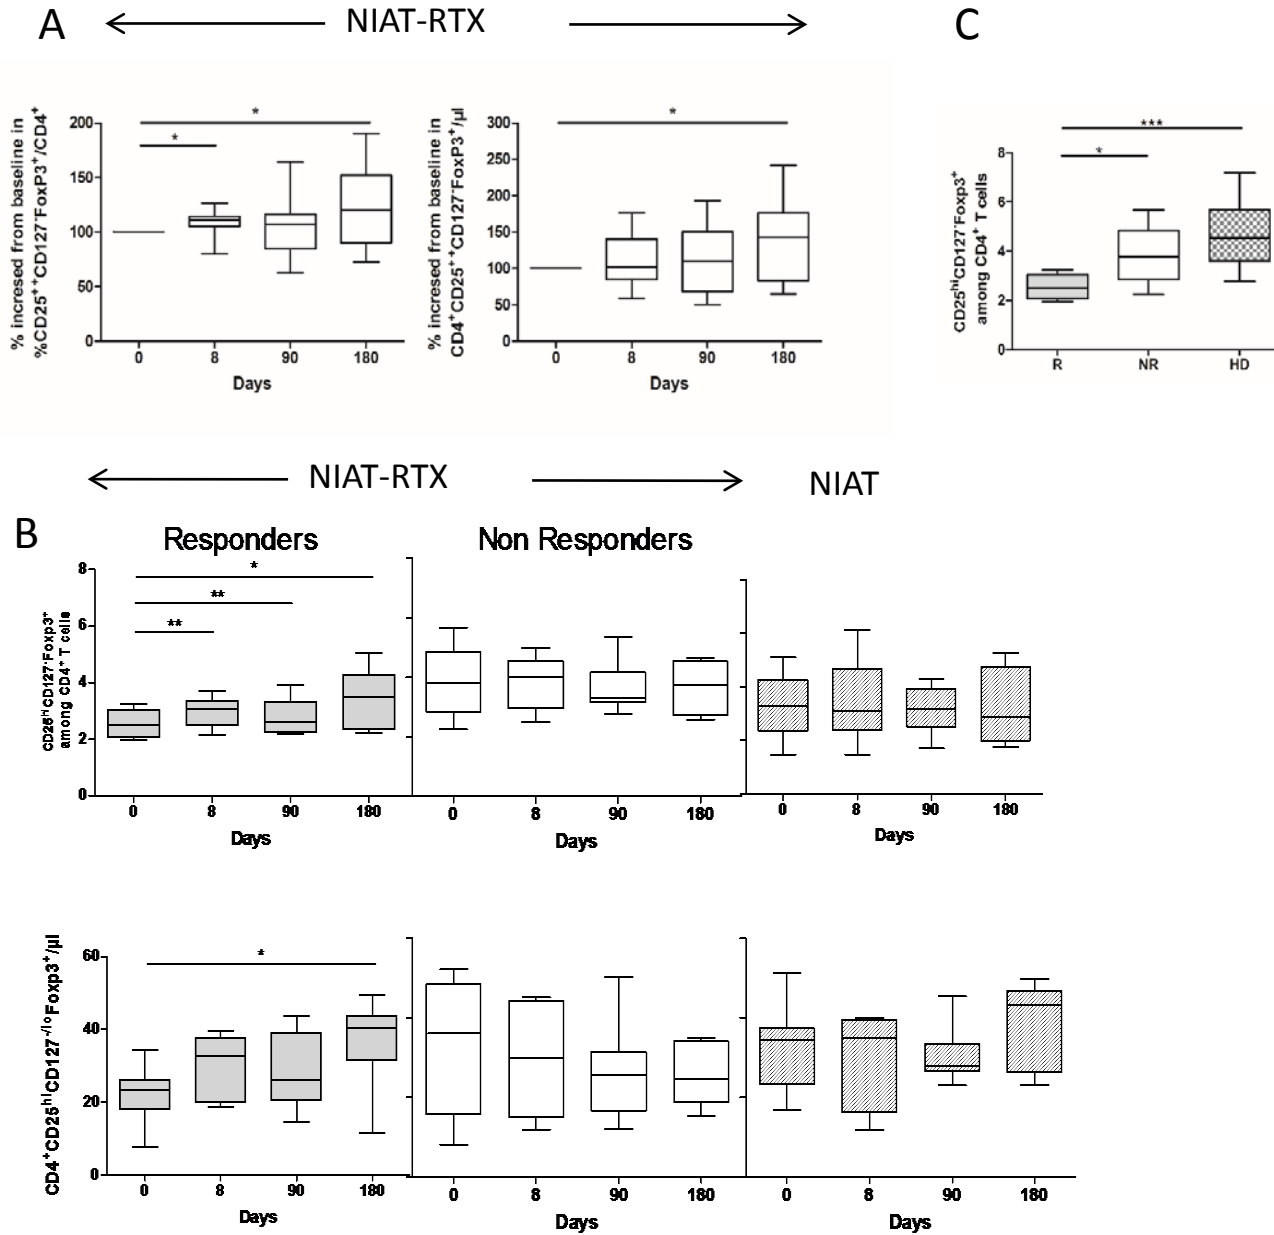 A
NIAT-RTX
C
% incresed from baseline in
%CD25⁺⁺CD127⁻FoxP3⁺/CD4⁺
200
150
100
50
0
*
*
0 8 90 180
Days
% incresed from baseline in
CD4⁺CD25⁺⁺CD127⁻FoxP3⁺/µl
300
250
200
150
100
50
0
*
0 8 90 180
Days
CD25ʰⁱCD127⁻Foxp3⁺
among CD4⁺ T cells
8
6
4
2
0
***
*
R NR HD
NIAT-RTX
NIAT
B
Responders
Non Responders
CD25ʰⁱCD127⁻Foxp3⁺
among CD4⁺ T cells
8
6
4
2
0
*
**
**
0 8 90 180
Days
0 8 90 180
Days
0 8 90 180
Days
CD4⁺CD25ʰⁱCD127⁻/ˡᵒFoxp3⁺/µl
60
40
20
0
*
0 8 90 180
Days
0 8 90 180
Days
0 8 90 180
Days